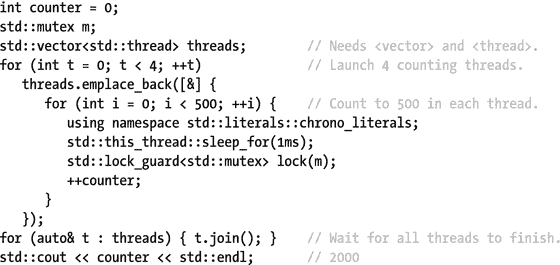 int counter = 0;
std::mutex m;
std::vector<std::thread> threads;          // Needs <vector> and <thread>.
for (int t = 0; t < 4; ++t)                // Launch 4 counting threads.
   threads.emplace_back([&] {
      for (int i = 0; i < 500; ++i) {      // Count to 500 in each thread.
         using namespace std::literals::chrono_literals;
         std::this_thread::sleep_for(1ms);
         std::lock_guard<std::mutex> lock(m);
         ++counter;
      }
   });
for (auto& t : threads) { t.join(); }      // Wait for all threads to finish.
std::cout << counter << std::endl;         // 2000